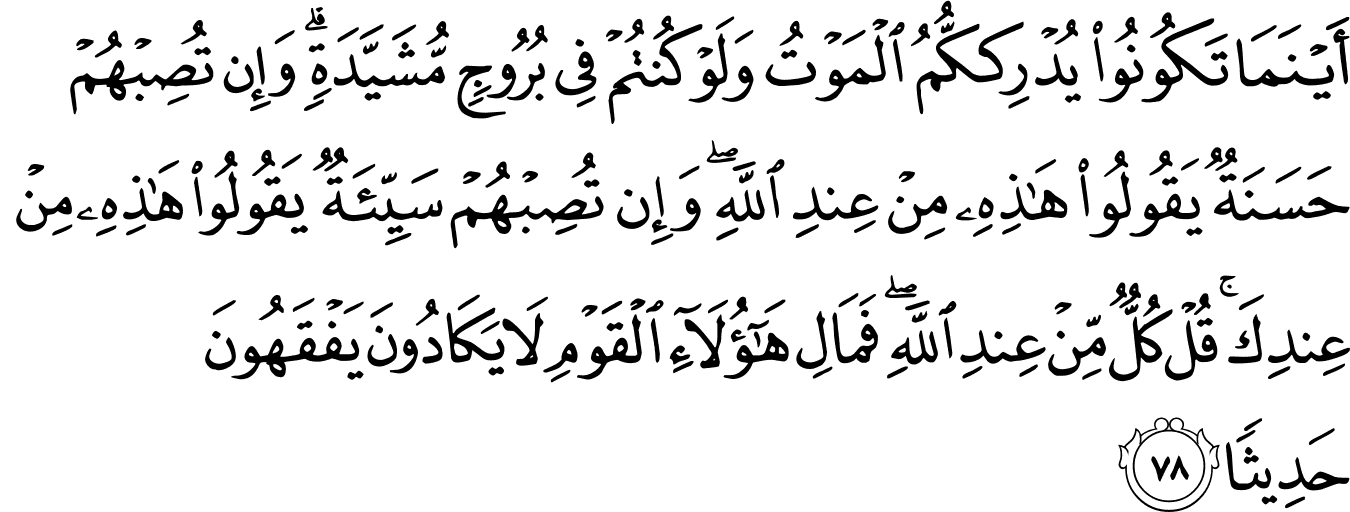 أَيْنَمَا تَكُونُوا۟ يُدْرِككُّمُ ٱلْمَوْتُ وَلَوْ كُنتُمْ فِى بُرُوجٍ مُّشَيَّدَةٍ ۗ وَإِن تُصِبْهُمْ
حَسَنَةٌ يَقُولُوا۟ هَـٰذِهِۦ مِنْ عِندِ ٱللَّهِ ۖ وَإِن تُصِبْهُمْ سَيِّئَةٌ يَقُولُوا۟ هَـٰذِهِۦ مِنْ
عِندِكَ ۚ قُلْ كُلٌّ مِّنْ عِندِ ٱللَّهِ ۖ فَمَالِ هَـٰٓؤُلَآءِ ٱلْقَوْمِ لَا يَكَادُونَ يَفْقَهُونَ
حَدِيثًا ٧٨